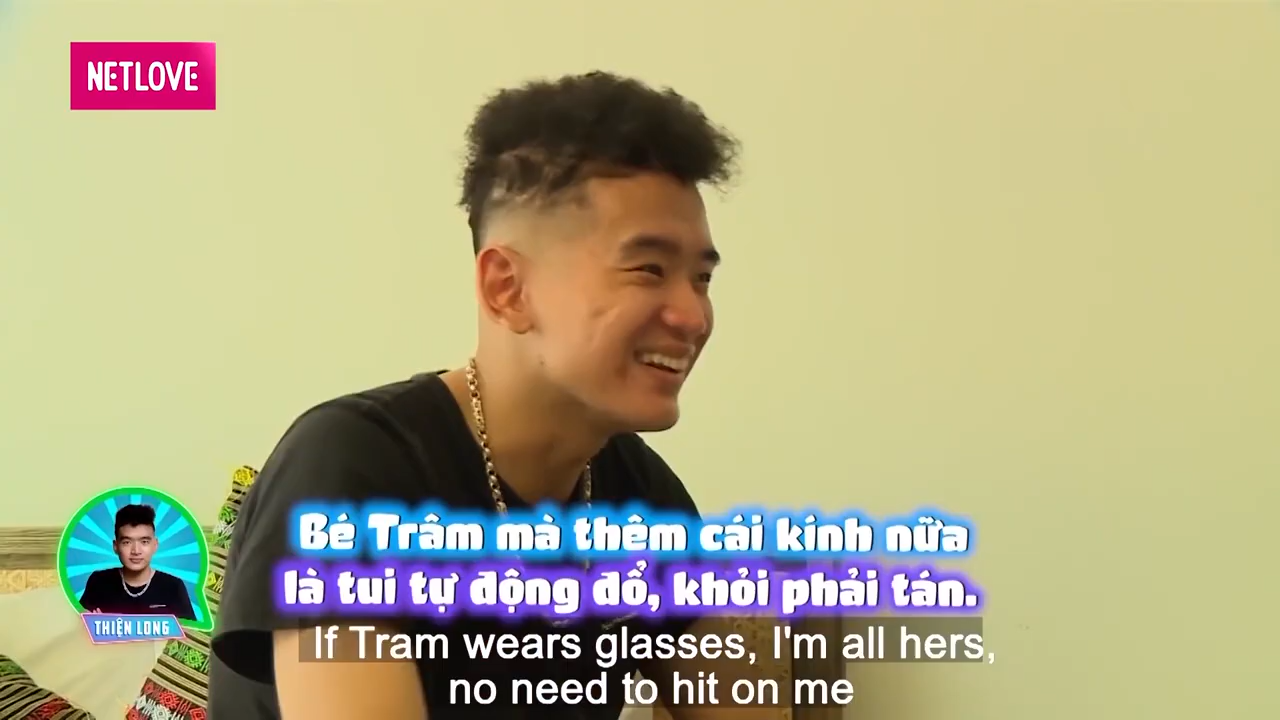 NETLOVE
Bé Trâm mà thêm cái kính nữa
là tui tự động đổ, khỏi phải tán.
THIỆN LONG
If Tram wears glasses, I'm all hers,
no need to hit on me